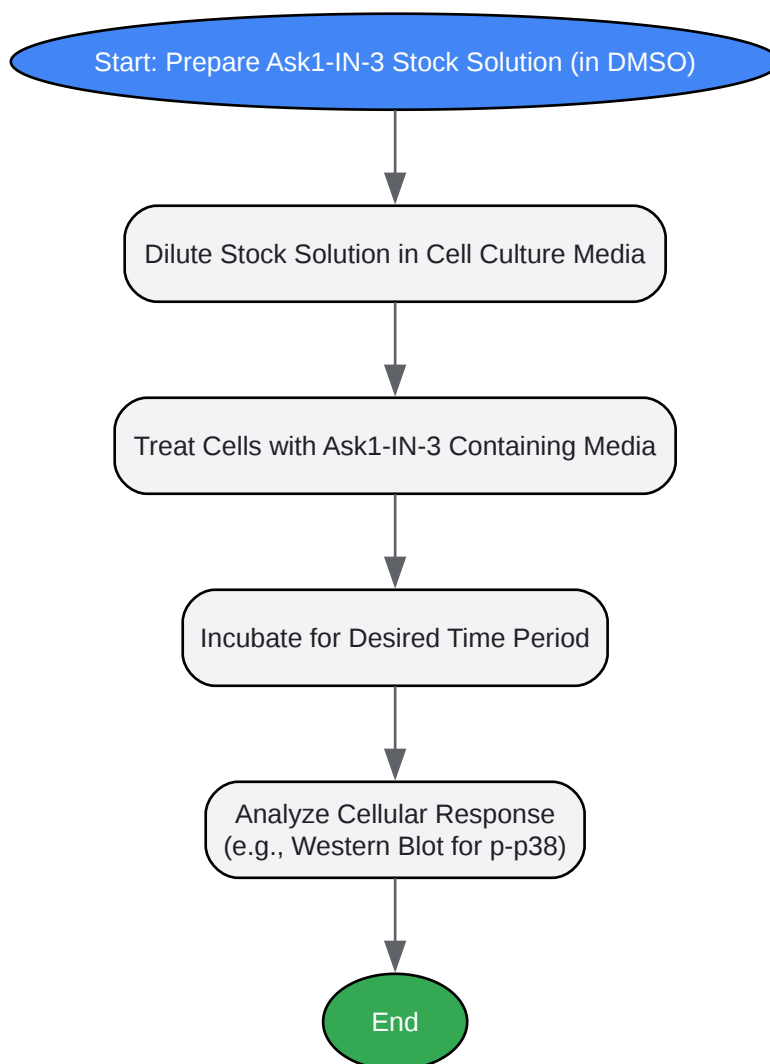 Start: Prepare Ask1-IN-3 Stock Solution (in DMSO)
Dilute Stock Solution in Cell Culture Media
Treat Cells with Ask1-IN-3 Containing Media
Incubate for Desired Time Period
Analyze Cellular Response
(e.g., Western Blot for p-p38)
End